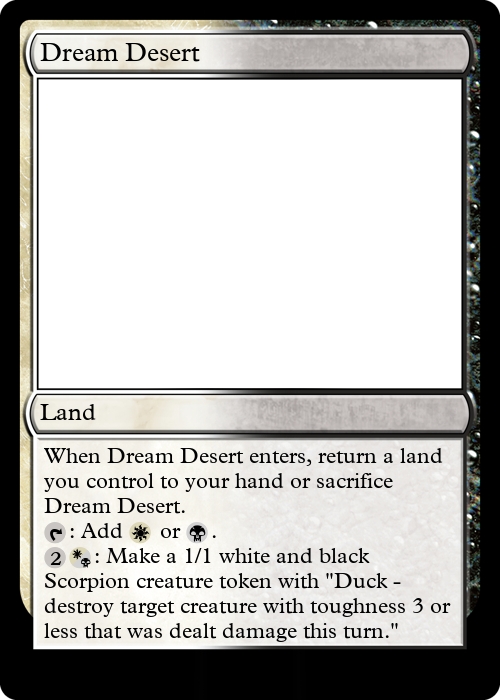 Dream Desert
Land
When Dream Desert enters, return a land
you control to your hand or sacrifice
Dream Desert.
: Add or .
2 : Make a 1/1 white and black
Scorpion creature token with "Duck -
destroy target creature with toughness 3 or
less that was dealt damage this turn."